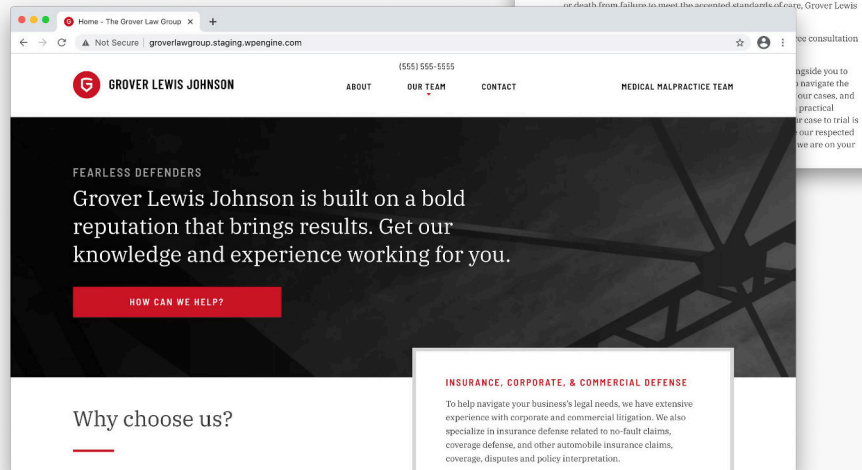 Home - The Grover Law Group
Not Secure | groverlawgroup.staging.wpengine.com
(555) 555-5555
GROVER LEWIS JOHNSON
ABOUT
OUR TEAM
CONTACT
MEDICAL MALPRACTICE TEAM
FEARLESS DEFENDERS
Grover Lewis Johnson is built on a bold
reputation that brings results. Get our
knowledge and experience working for you.
HOW CAN WE HELP?
Why choose us?
INSURANCE, CORPORATE, & COMMERCIAL DEFENSE
To help navigate your business's legal needs, we have extensive
experience with corporate and commercial litigation. We also
specialize in insurance defense related to no-fault claims,
coverage defense, and other automobile insurance claims,
coverage, disputes and policy interpretation.
or death from failure to meet the accepted standards of care, Grover Lewis
consultation
you to
navigate the
our cases, and
practical
case to trial is
our respected
we are on your